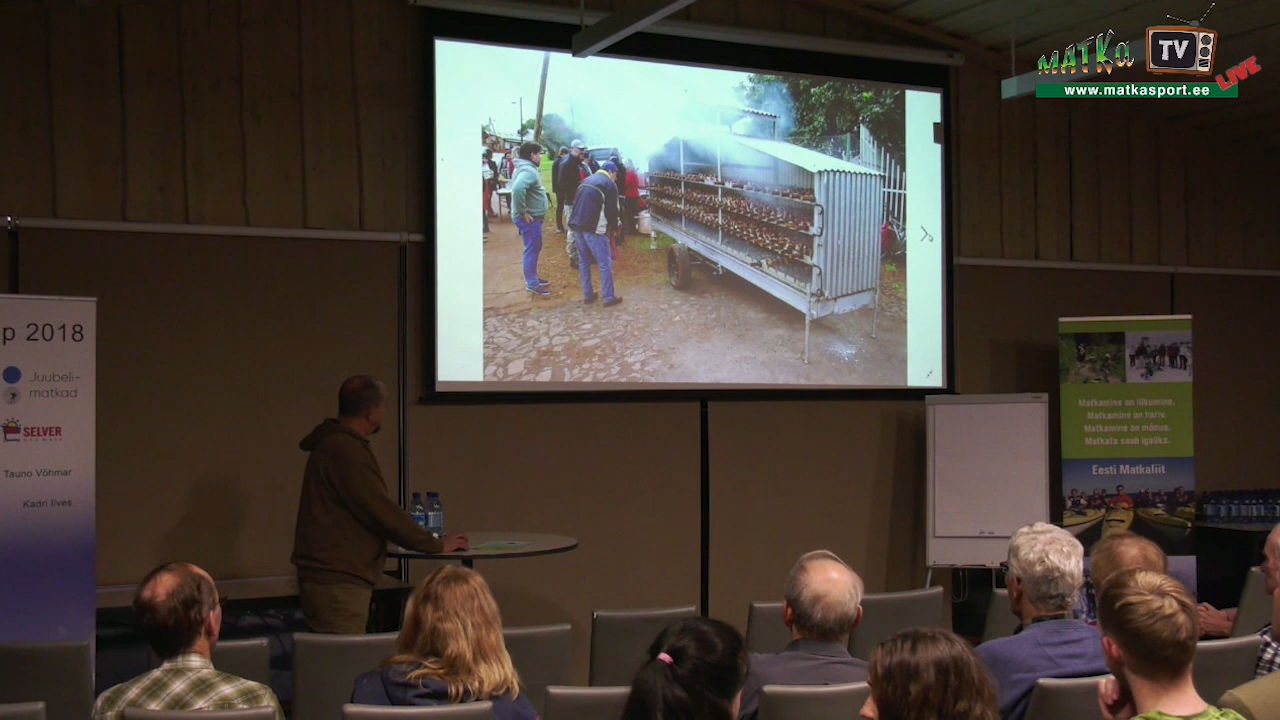 MATKa
TV
LIVE
www.matkasport.ee
p 2018
Juubeli-
matkad
SELVER
Tauno Võhmar
Kadri Ilves
Matkamine on liikumine.
Matkamine on tarviv.
Matkamine on mõnus.
Matkata saab igaüks.
Eesti Matkaliit